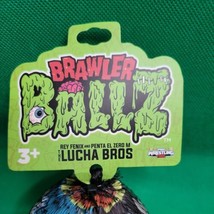 BRAWLER
BALLZ
3+
REY FENIX AND PENTA EL ZERO M
LUCHA BROS